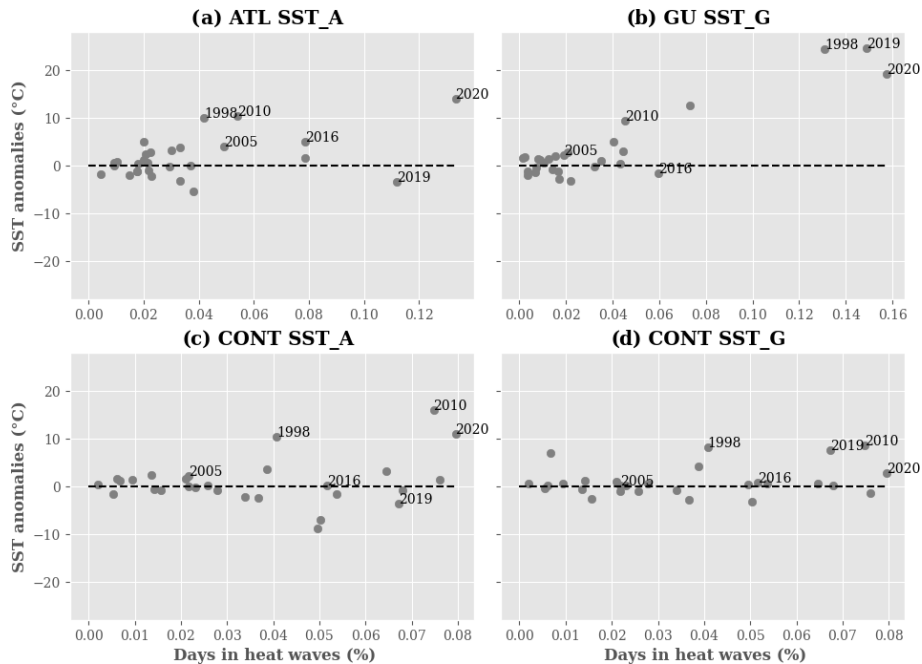 (a) ATL SST_A
(b) GU SST_G
1998
2019
2020
2010
1998
2010
2005
2016
2019
2020
2005
2016
20
10
0
−10
−20
SST anomalies (°C)
0.00 0.02 0.04 0.06 0.08 0.10 0.12
0.00 0.02 0.04 0.06 0.08 0.10 0.12 0.14 0.16
(c) CONT SST_A
(d) CONT SST_G
2010
2020
1998
2005
2016
2019
1998
2019
2010
2020
2005
2016
20
10
0
−10
−20
SST anomalies (°C)
0.00 0.01 0.02 0.03 0.04 0.05 0.06 0.07 0.08
0.00 0.01 0.02 0.03 0.04 0.05 0.06 0.07 0.08
Days in heat waves (%)
Days in heat waves (%)